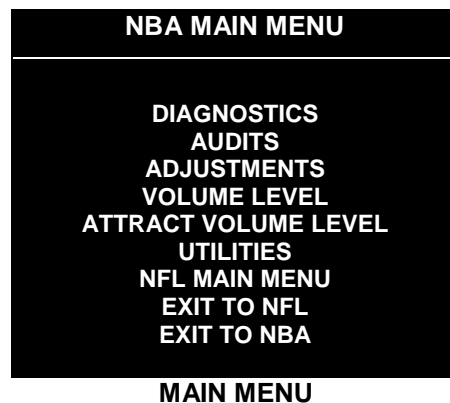 NBA MAIN MENU
DIAGNOSTICS
AUDITS
ADJUSTMENTS
VOLUME LEVEL
ATTRACT VOLUME LEVEL
UTILITIES
NFL MAIN MENU
EXIT TO NFL
EXIT TO NBA
MAIN MENU